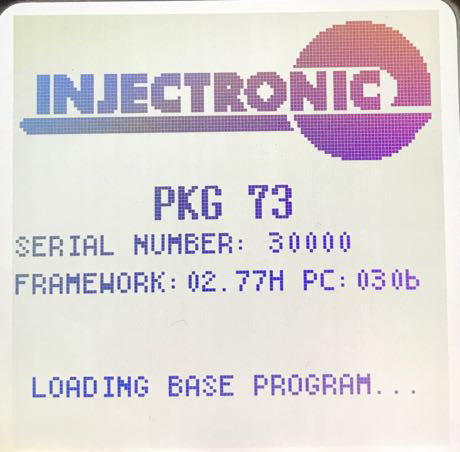 INJECTRONIC
PKG 73
SERIAL NUMBER: 30000
FRAMEWORK: 02.77H PC: 030b
LOADING BASE PROGRAM...